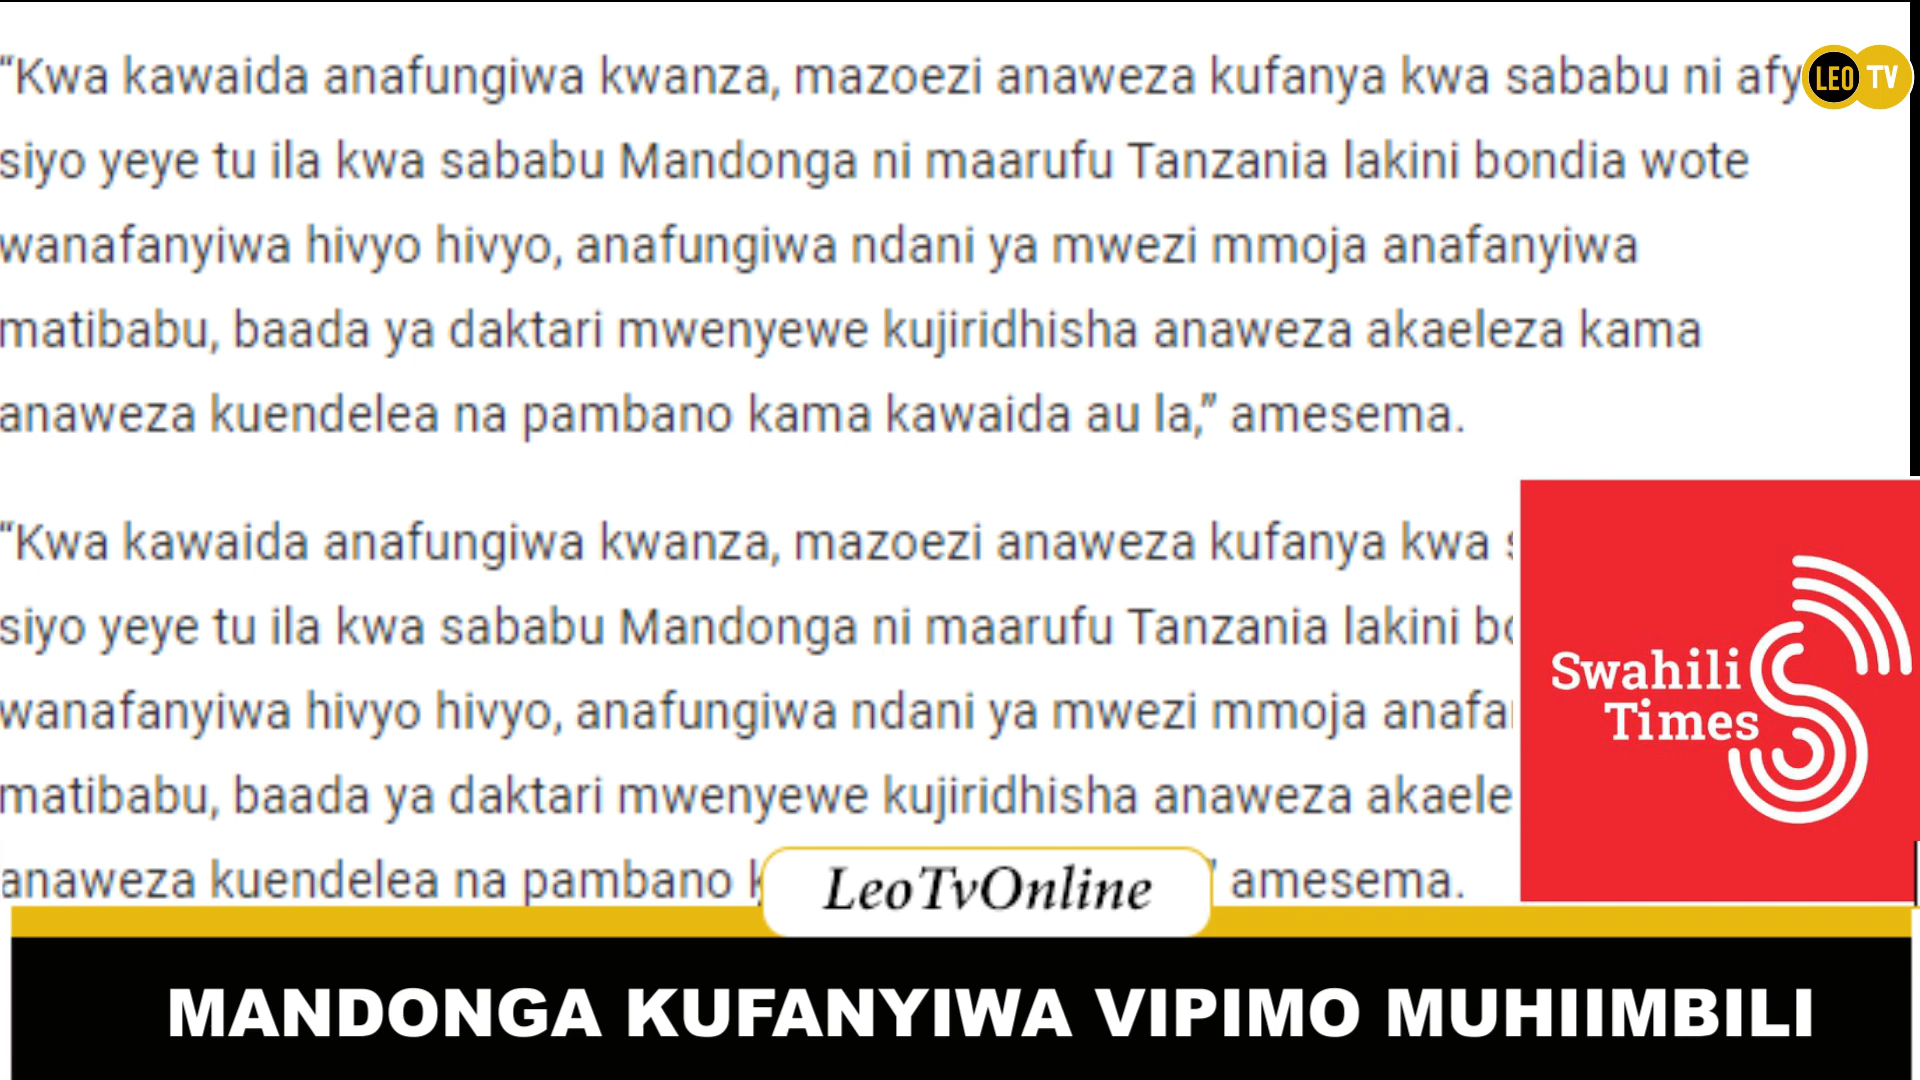 “Kwa kawaida anafungiwa kwanza, mazoezi anaweza kufanya kwa sababu ni afy
LEO TV
siyo yeye tu ila kwa sababu Mandonga ni maarufu Tanzania lakini bondia wote
wanafanyiwa hivyo hivyo, anafungiwa ndani ya mwezi mmoja anafanyiwa
matibabu, baada ya daktari mwenyewe kujiridhisha anaweza akaeleza kama
anaweza kuendelea na pambano kama kawaida au la,” amesema.
“Kwa kawaida anafungiwa kwanza, mazoezi anaweza kufanya kwa
siyo yeye tu ila kwa sababu Mandonga ni maarufu Tanzania lakini
wanafanyiwa hivyo hivyo, anafungiwa ndani ya mwezi mmoja
matibabu, baada ya daktari mwenyewe kujiridhisha anaweza akaele
anaweza kuendelea na pambano ” amesema.
Swahili
Times
LeoTvOnline
MANDONGA KUFANYIWA VIPIMO MUHIIMBILI